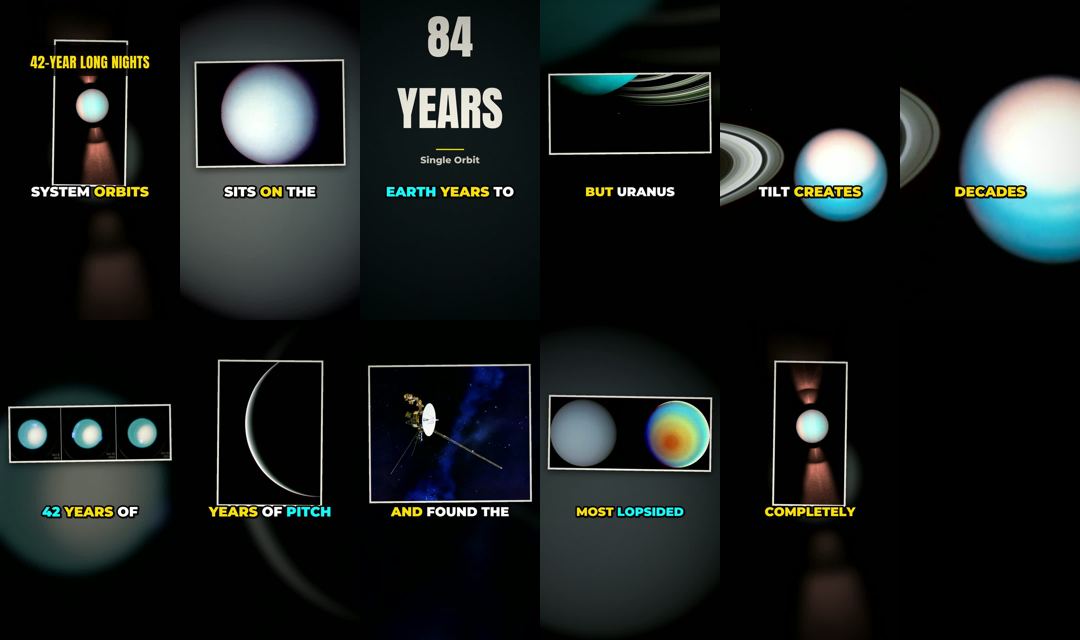 42-YEAR LONG NIGHTS
SYSTEM ORBITS
SITS ON THE
84
YEARS
Single Orbit
EARTH YEARS TO
BUT URANUS
TILT CREATES
DECADES
42 YEARS OF
YEARS OF PITCH
AND FOUND THE
MOST LOPSIDED
COMPLETELY